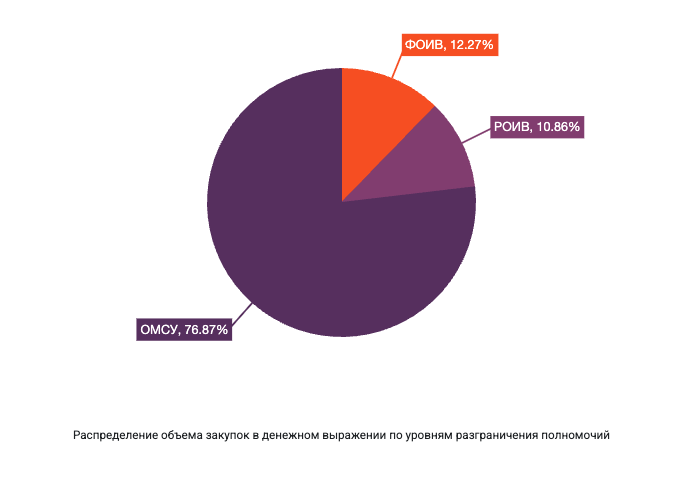 ФОИВ, 12.27%
РОИВ, 10.86%
ОМСУ, 76.87%
Распределение объема закупок в денежном выражении по уровням разграничения полномочий